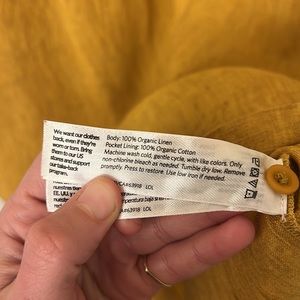 We want our clothes
back, even if they're
worn or torn. Bring
them to our US
stores and support
our take-back
program.
Body: 100% Organic Linen
Pocket Lining: 100% Organic Cotton
Machine wash cold, gentle cycle, with like colors. Only
non-chlorine bleach as needed. Tumble dry low. Remove
promptly. Press to restore. Use low iron if needed.
LOL
LOL